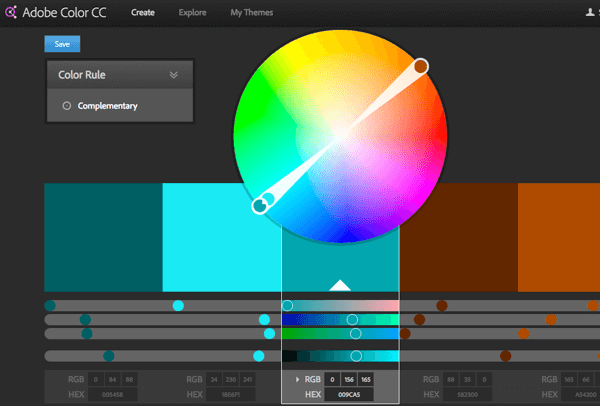 Adobe Color CC Create Explore My Themes
Save
Color Rule
Complementary
RGB 0 84 88 RGB 24 230 241 RGB 0 156 165 RGB 88 35 0 RGB 165 66
HEX 005458 HEX 18E6F1 HEX 009CA5 HEX 582300 HEX A54200